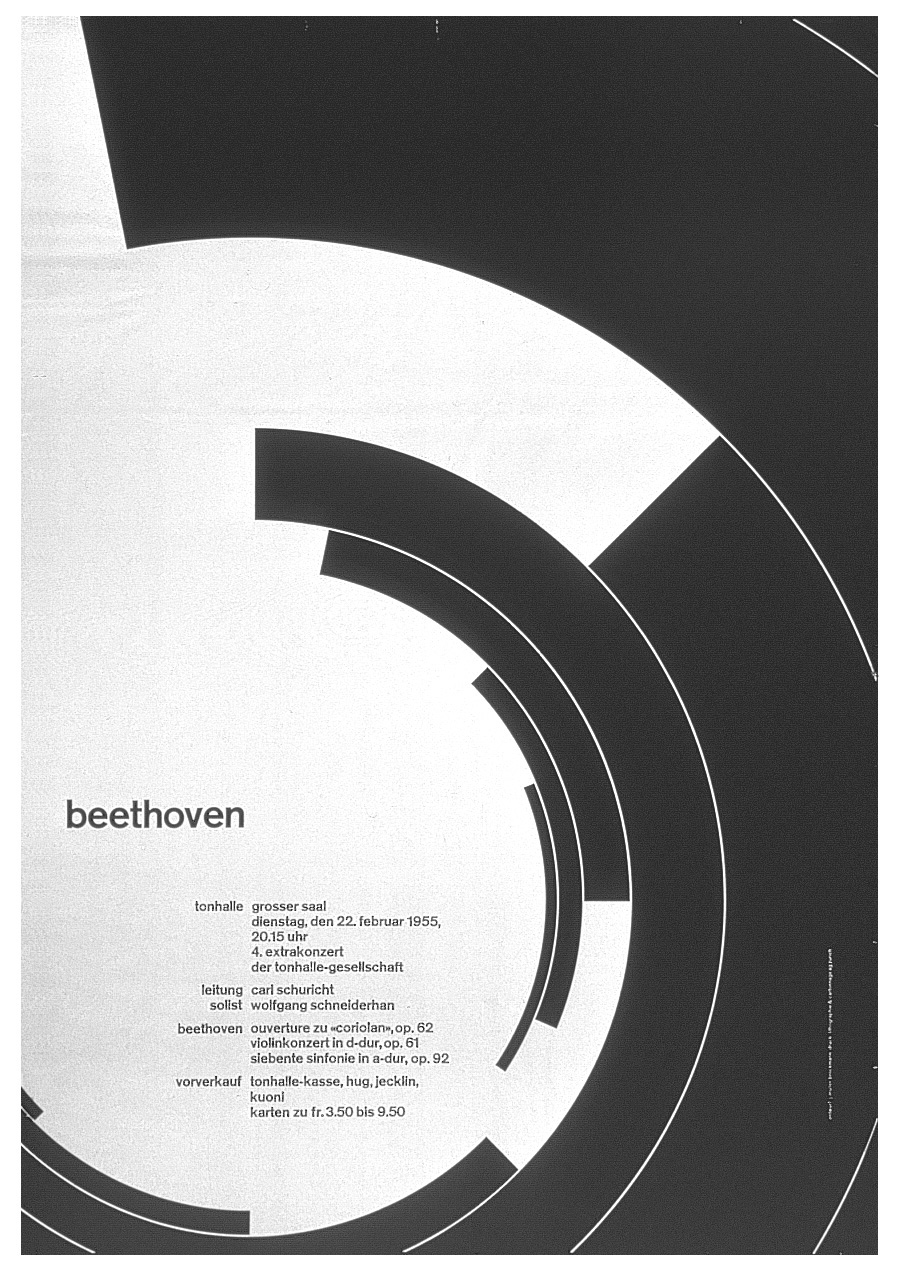 beethoven
tonhalle grosser saal
dienstag, den 22. februar 1955,
20.15 uhr
4. extrakonzert
der tonhalle-gesellschaft
leitung carl schuricht
solist wolfgang schneiderhan
beethoven ouverture zu «coriolan», op. 62
violinkonzert in d-dur, op. 61
siebente sinfonie in a-dur, op. 92
vorverkauf tonhalle-kasse, hug, jecklin,
kuoni
karten zu fr. 3.50 bis 9.50